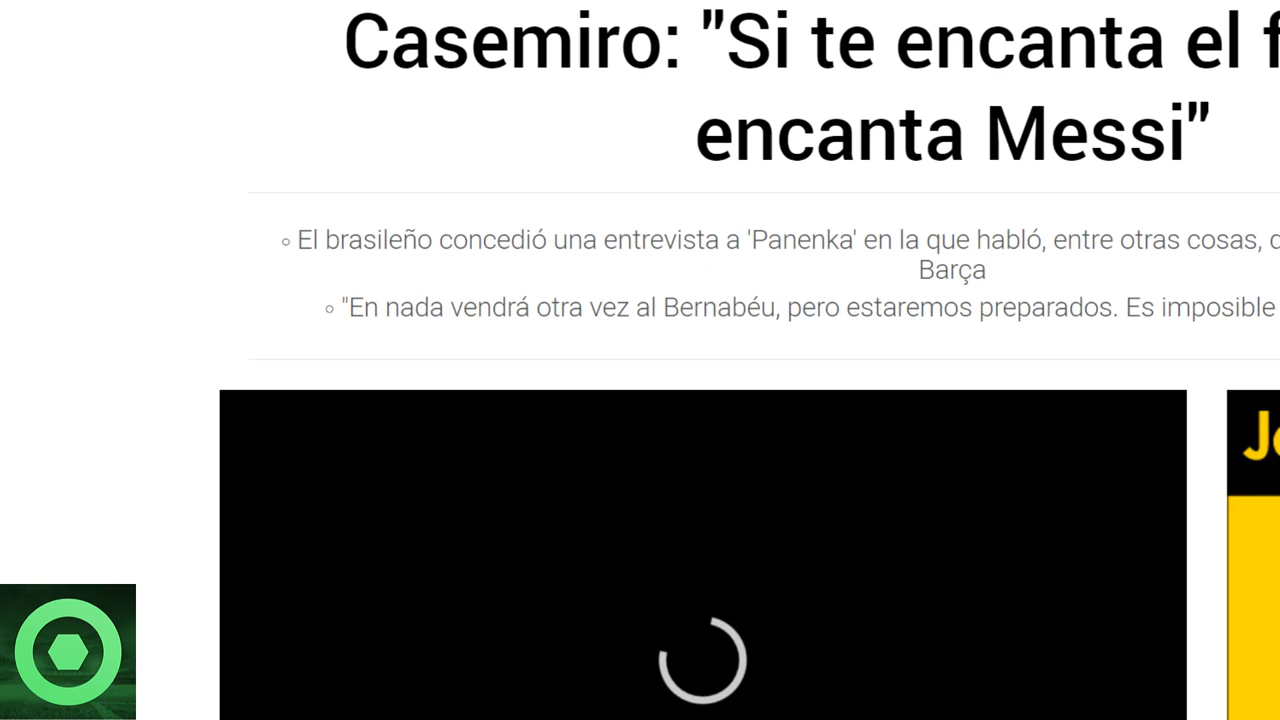 Casemiro: "Si te encanta el
encanta Messi"
El brasileño concedió una entrevista a 'Panenka' en la que habló, entre otras cosas,
Barça
"En nada vendrá otra vez al Bernabéu, pero estaremos preparados. Es imposible